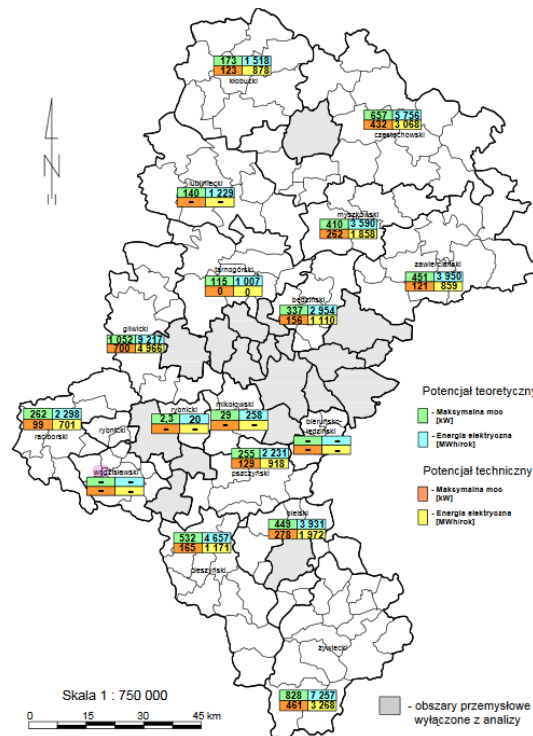 173 1 518
123 878
kłobucki
657 5 756
432 3 068
częstochowski
N
lubliniecki
140 1 229
- -
myszkowski
410 3 590
262 1 858
zawierciański
451 3 950
121 859
tarnogórski
115 1 007
0 0
będziński
337 2 954
156 1 110
gliwicki
1 052 9 217
700 4 966
Potencjał teoretyczny
- Maksymalna moc
[kW]
- Energia elektryczna
[MWh/rok]
Potencjał techniczny
- Maksymalna moc
[kW]
- Energia elektryczna
[MWh/rok]
262 2 298
99 701
raciborski
rybnicki
rybnicki
2,3 20
- -
mikołowski
29 258
- -
bieruńsko-
lędziński
- -
- -
255 2 231
129 918
pszczyński
wodzisławski
- -
- -
bielski
449 3 931
278 1 972
532 4 657
165 1 171
cieszyński
żywiecki
828 7 257
461 3 268
Skala 1 : 750 000
0 15 30 45 km
- obszary przemysłowe
wyłączone z analizy